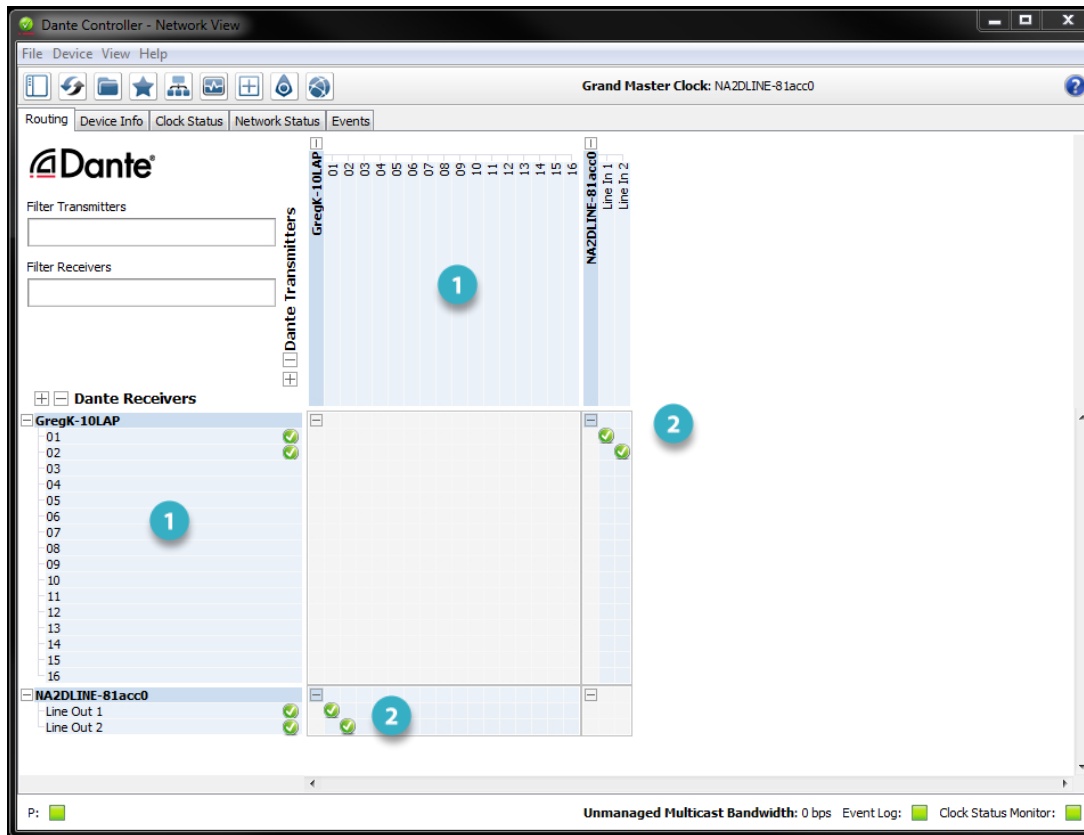 Dante Controller - Network View
File Device View Help
Grand Master Clock: NA2DLINE-81acc0
?
Routing Device Info Clock Status Network Status Events
Dante®
Filter Transmitters
Filter Receivers
Dante Transmitters
GregK-10LAP
01
02
03
04
05
06
07
08
09
10
11
12
13
14
15
16
NA2DLINE-81acc0
Line In 1
Line In 2
1
Dante Receivers
GregK-10LAP
2
01
02
03
04
05
06
1
07
08
09
10
11
12
13
14
15
16
NA2DLINE-81acc0
Line Out 1
2
Line Out 2
P:
Unmanaged Multicast Bandwidth: 0 bps Event Log: Clock Status Monitor: